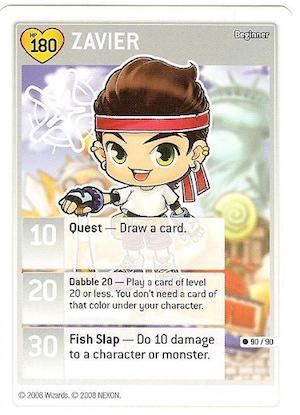 HP
180 ZAVIER
Beginner
10 Quest — Draw a card.
20 Dabble 20 — Play a card of level
20 or less. You don't need a card of
that color under your character.
30 Fish Slap — Do 10 damage
to a character or monster.
90/90
© 2008 Wizards. © 2008 NEXON.